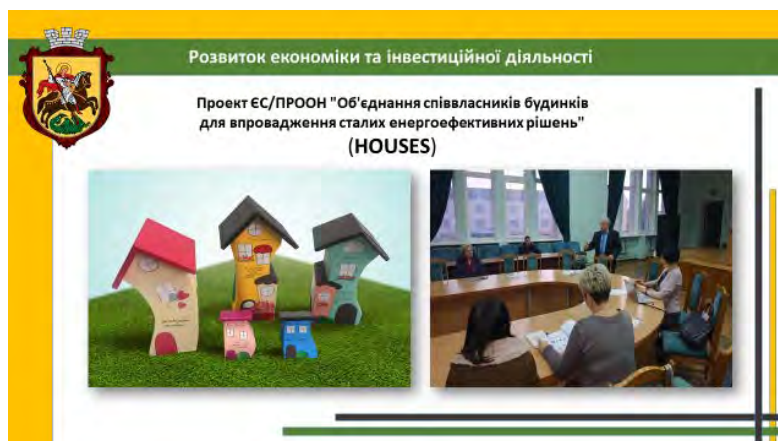 Розвиток економіки та інвестиційної діяльності
Проект ЄС/ПРООН "Об'єднання співвласників будинків
для впровадження сталих енергоефективних рішень"
(HOUSES)